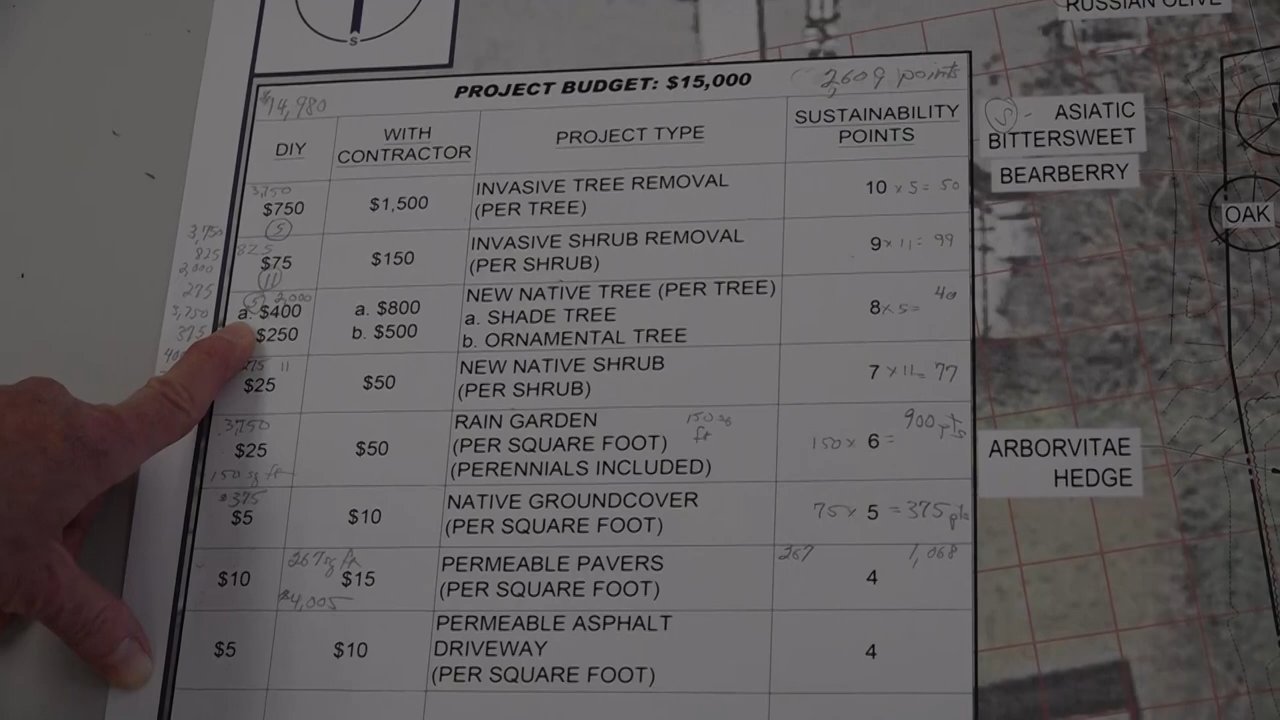 S
RUSSIAN OLIVE
PROJECT BUDGET: $15,000
2609 points
$14,980
DIY
WITH CONTRACTOR
PROJECT TYPE
SUSTAINABILITY POINTS
3,750
$750
5
$1,500
INVASIVE TREE REMOVAL
(PER TREE)
10 x 5 = 50
825
$75
11
$150
INVASIVE SHRUB REMOVAL
(PER SHRUB)
9 x 11 = 99
5 2,000
a. $400
$250
a. $800
b. $500
NEW NATIVE TREE (PER TREE)
a. SHADE TREE
b. ORNAMENTAL TREE
8 x 5 = 40
275 11
$25
$50
NEW NATIVE SHRUB
(PER SHRUB)
7 x 11 = 77
3,750
$25
150 sq ft
$50
RAIN GARDEN
(PER SQUARE FOOT)
(PERENNIALS INCLUDED)
150 sq ft
150 x 6 = 900 pts
$375
$5
$10
NATIVE GROUNDCOVER
(PER SQUARE FOOT)
75 x 5 = 375 pts
$10
267 sq ft
$15
$4,005
PERMEABLE PAVERS
(PER SQUARE FOOT)
267
4
1,068
$5
$10
PERMEABLE ASPHALT
DRIVEWAY
(PER SQUARE FOOT)
4
3,750
825
2,000
275
3,750
375
S - ASIATIC
BITTERSWEET
BEARBERRY
OAK
ARBORVITAE
HEDGE